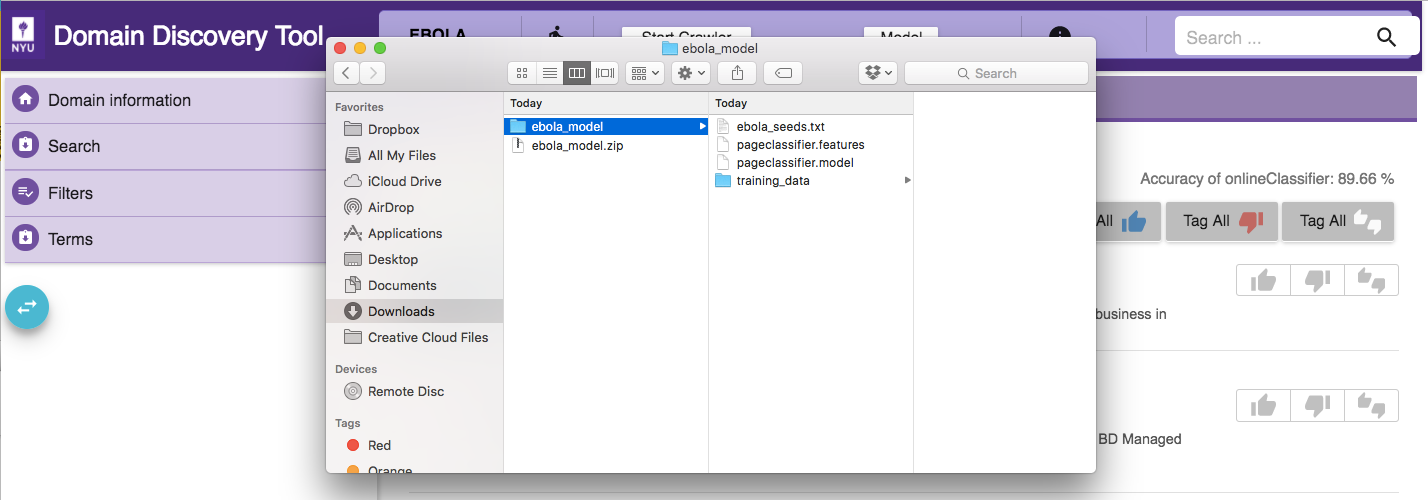 NYU
Domain Discovery Tool
EBOLA
Start Crawler
Model
Search ...
ebola_model
Search
Domain information
Search
Filters
Terms
Favorites
Dropbox
All My Files
iCloud Drive
AirDrop
Applications
Desktop
Documents
Downloads
Creative Cloud Files
Devices
Remote Disc
Tags
Red
Orange
Today
ebola_model
ebola_model.zip
Today
ebola_seeds.txt
pageclassifier.features
pageclassifier.model
training_data
Accuracy of onlineClassifier: 89.66 %
All
Tag All
Tag All
business in
BD Managed